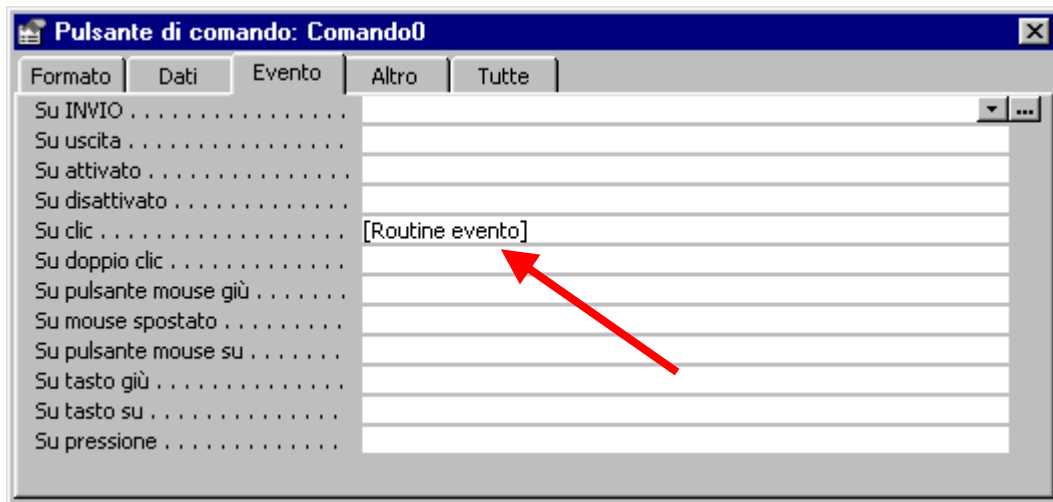 Pulsante di comando: Comando0
Formato Dati Evento Altro Tutte
Su INVIO . . . . . . . . . . . . . . . . .
Su uscita . . . . . . . . . . . . . . . . .
Su attivato . . . . . . . . . . . . . . . .
Su disattivato . . . . . . . . . . . . . .
Su clic . . . . . . . . . . . . . . . . . . . [Routine evento]
Su doppio clic . . . . . . . . . . . . . .
Su pulsante mouse giù . . . . . . .
Su mouse spostato . . . . . . . . .
Su pulsante mouse su . . . . . . .
Su tasto giù . . . . . . . . . . . . . . .
Su tasto su . . . . . . . . . . . . . . .
Su pressione . . . . . . . . . . . . . .